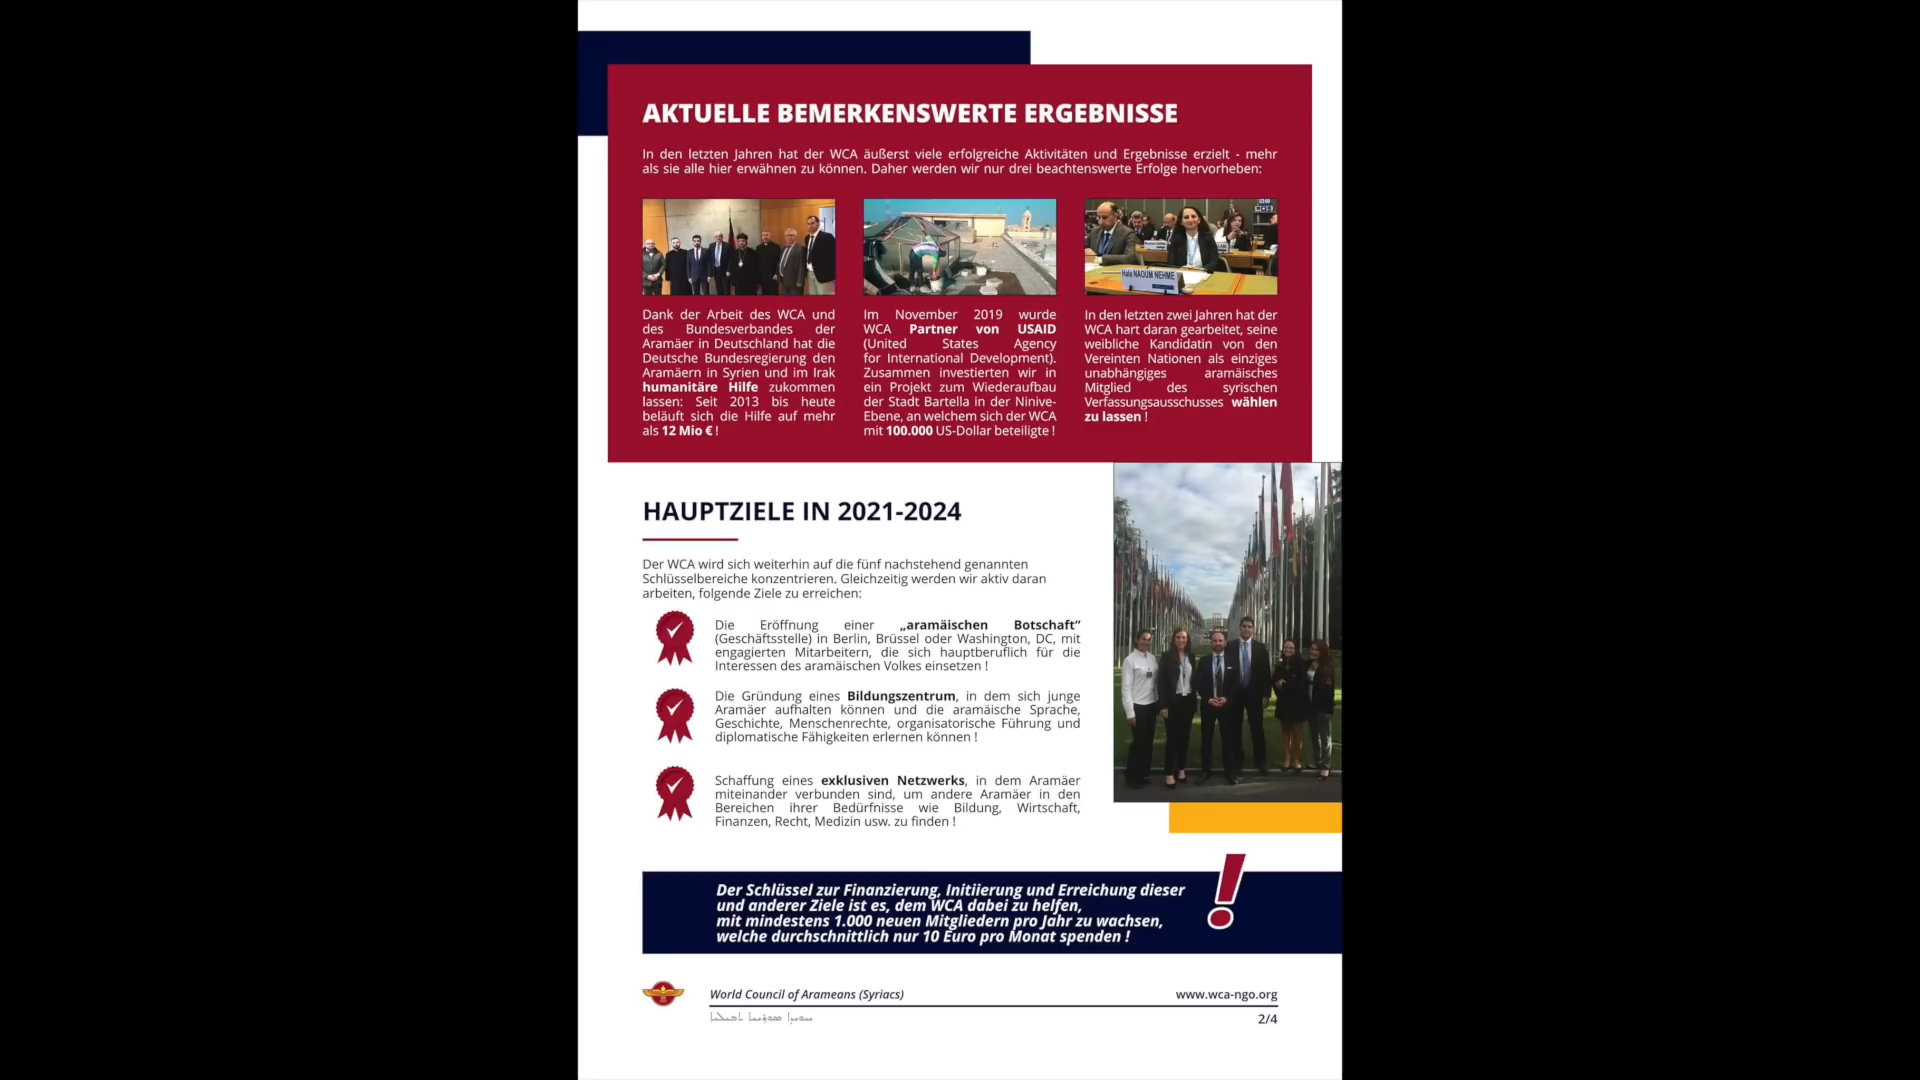 AKTUELLE BEMERKENSWERTE ERGEBNISSE
In den letzten Jahren hat der WCA äußerst viele erfolgreiche Aktivitäten und Ergebnisse erzielt - mehr
als sie alle hier erwähnen zu können. Daher werden wir nur drei beachtenswerte Erfolge hervorheben:
Hala NAOUM NEHME
Dank der Arbeit des WCA und
des Bundesverbandes der
Aramäer in Deutschland hat die
Deutsche Bundesregierung den
Aramäern in Syrien und im Irak
humanitäre Hilfe zukommen
lassen: Seit 2013 bis heute
beläuft sich die Hilfe auf mehr
als 12 Mio € !
Im November 2019 wurde
WCA Partner von USAID
(United States Agency
for International Development).
Zusammen investierten wir in
ein Projekt zum Wiederaufbau
der Stadt Bartella in der Ninive-
Ebene, an welchem sich der WCA
mit 100.000 US-Dollar beteiligte !
In den letzten zwei Jahren hat der
WCA hart daran gearbeitet, seine
weibliche Kandidatin von den
Vereinten Nationen als einziges
unabhängiges aramäisches
Mitglied des syrischen
Verfassungsausschusses wählen
zu lassen !
HAUPTZIELE IN 2021-2024
Der WCA wird sich weiterhin auf die fünf nachstehend genannten
Schlüsselbereiche konzentrieren. Gleichzeitig werden wir aktiv daran
arbeiten, folgende Ziele zu erreichen:
Die Eröffnung einer „aramäischen Botschaft“
(Geschäftsstelle) in Berlin, Brüssel oder Washington, DC, mit
engagierten Mitarbeitern, die sich hauptberuflich für die
Interessen des aramäischen Volkes einsetzen !
Die Gründung eines Bildungszentrum, in dem sich junge
Aramäer aufhalten können und die aramäische Sprache,
Geschichte, Menschenrechte, organisatorische Führung und
diplomatische Fähigkeiten erlernen können !
Schaffung eines exklusiven Netzwerks, in dem Aramäer
miteinander verbunden sind, um andere Aramäer in den
Bereichen ihrer Bedürfnisse wie Bildung, Wirtschaft,
Finanzen, Recht, Medizin usw. zu finden !
Der Schlüssel zur Finanzierung, Initiierung und Erreichung dieser
und anderer Ziele ist es, dem WCA dabei zu helfen,
mit mindestens 1.000 neuen Mitgliedern pro Jahr zu wachsen,
welche durchschnittlich nur 10 Euro pro Monat spenden !
!
World Council of Arameans (Syriacs)
www.wca-ngo.org
2/4